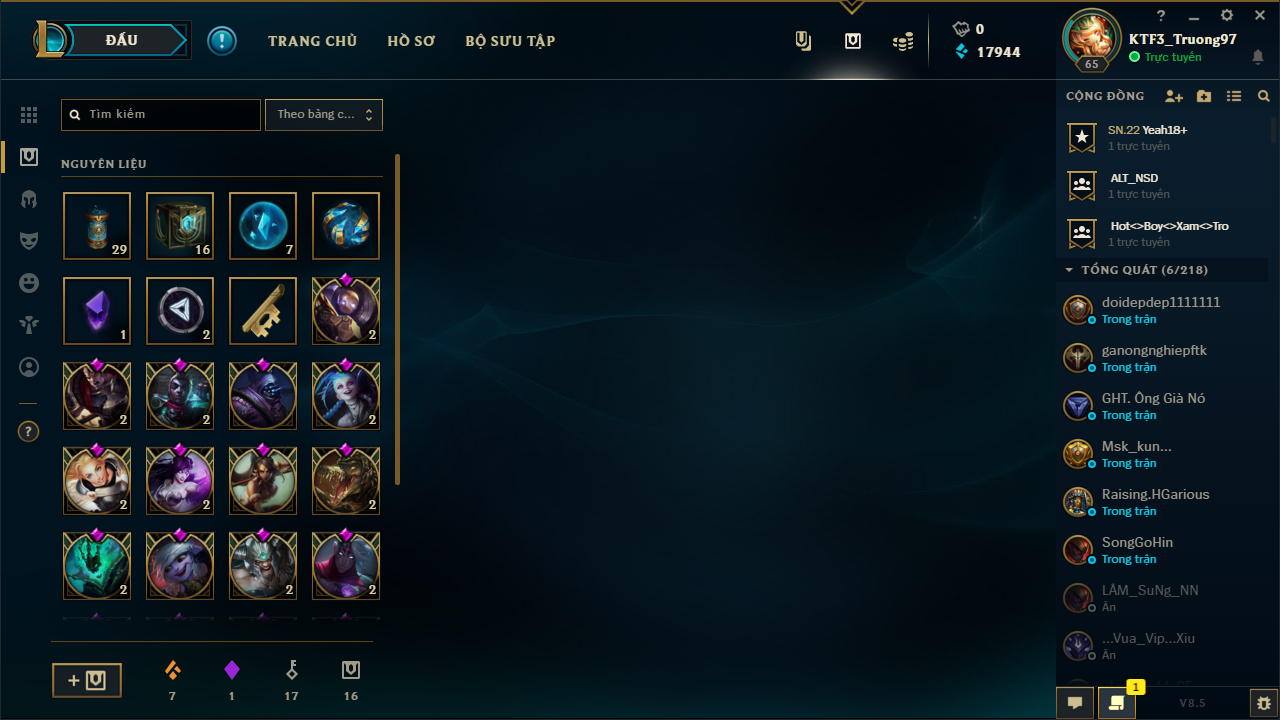 ĐẤU
TRANG CHỦ
HỒ SƠ
BỘ SƯU TẬP
0
17944
65
KTF3_Truong97
Trực tuyến
Tìm kiếm
Theo bảng c...
NGUYÊN LIỆU
29
16
7
1
2
2
2
2
2
2
2
2
2
2
2
2
7
1
17
16
CỘNG ĐỒNG
SN.22 Yeah18+
1 trực tuyến
ALT_NSD
1 trực tuyến
Hot<>Boy<>Xam<>Tro
1 trực tuyến
TỔNG QUÁT (6/218)
doidepdep1111111
Trong trận
ganongnghiepftk
Trong trận
GHT. Ông Già Nó
Trong trận
Msk_kun...
Trong trận
Raising.HGarious
Trong trận
SongGoHin
Trong trận
LÂM_SuNg_NN
Ẩn
...Vua_Vip...Xiu
Ẩn
1
V8.5